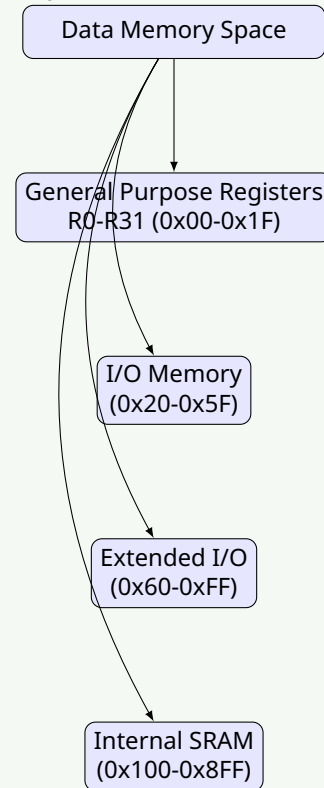 Data Memory Space
General Purpose Registers
R0-R31 (0x00-0x1F)
I/O Memory
(0x20-0x5F)
Extended I/O
(0x60-0xFF)
Internal SRAM
(0x100-0x8FF)